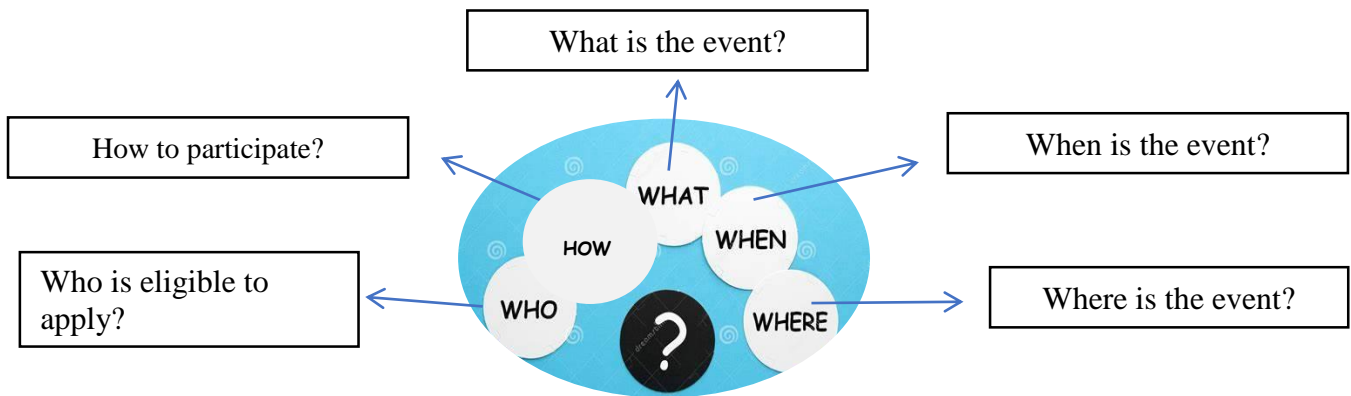 What is the event?
How to participate?
When is the event?
WHAT
HOW
WHEN
Who is eligible to
apply?
Where is the event?
WHO
?
WHERE